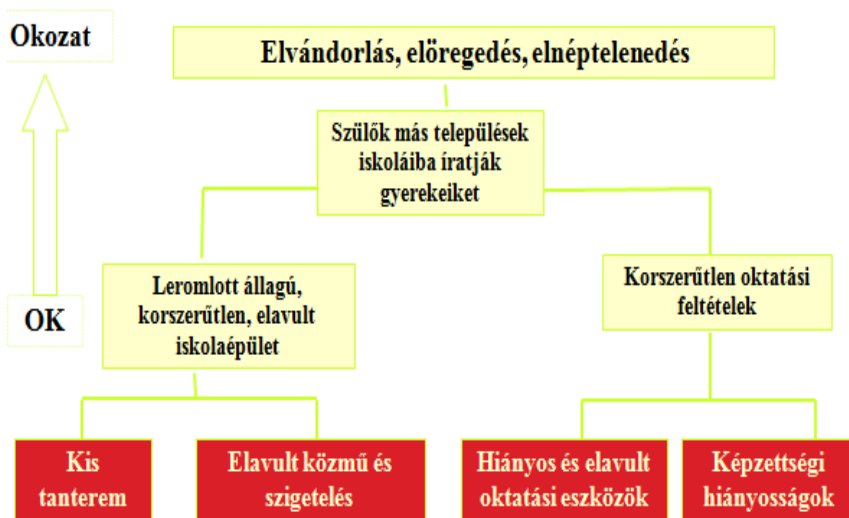 Okozat
Elvándorlás, elöregedés, elnéptelenedés
Szülők más települések
iskoláiba íratják
gyerekeiket
Leromlott állagú,
korszerűtlen, elavult
iskolaépület
Korszerűtlen oktatási
feltételek
OK
Kis
tanterem
Elavult közmű és
szigetelés
Hiányos és elavult
oktatási eszközök
Képzettségi
hiányosságok